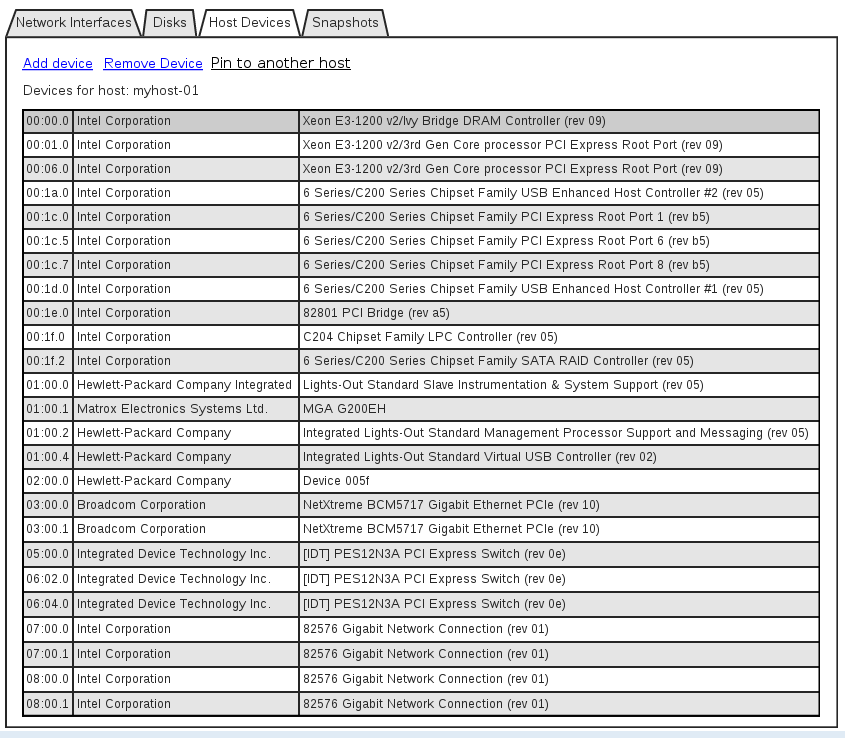 Network Interfaces Disks Host Devices Snapshots
Add device Remove Device Pin to another host
Devices for host: myhost-01
00:00.0 Intel Corporation Xeon E3-1200 v2/Ivy Bridge DRAM Controller (rev 09)
00:01.0 Intel Corporation Xeon E3-1200 v2/3rd Gen Core processor PCI Express Root Port (rev 09)
00:06.0 Intel Corporation Xeon E3-1200 v2/3rd Gen Core processor PCI Express Root Port (rev 09)
00:1a.0 Intel Corporation 6 Series/C200 Series Chipset Family USB Enhanced Host Controller #2 (rev 05)
00:1c.0 Intel Corporation 6 Series/C200 Series Chipset Family PCI Express Root Port 1 (rev b5)
00:1c.5 Intel Corporation 6 Series/C200 Series Chipset Family PCI Express Root Port 6 (rev b5)
00:1c.7 Intel Corporation 6 Series/C200 Series Chipset Family PCI Express Root Port 8 (rev b5)
00:1d.0 Intel Corporation 6 Series/C200 Series Chipset Family USB Enhanced Host Controller #1 (rev 05)
00:1e.0 Intel Corporation 82801 PCI Bridge (rev a5)
00:1f.0 Intel Corporation C204 Chipset Family LPC Controller (rev 05)
00:1f.2 Intel Corporation 6 Series/C200 Series Chipset Family SATA RAID Controller (rev 05)
01:00.0 Hewlett-Packard Company Integrated Lights-Out Standard Slave Instrumentation & System Support (rev 05)
01:00.1 Matrox Electronics Systems Ltd. MGA G200EH
01:00.2 Hewlett-Packard Company Integrated Lights-Out Standard Management Processor Support and Messaging (rev 05)
01:00.4 Hewlett-Packard Company Integrated Lights-Out Standard Virtual USB Controller (rev 02)
02:00.0 Hewlett-Packard Company Device 005f
03:00.0 Broadcom Corporation NetXtreme BCM5717 Gigabit Ethernet PCIe (rev 10)
03:00.1 Broadcom Corporation NetXtreme BCM5717 Gigabit Ethernet PCIe (rev 10)
05:00.0 Integrated Device Technology Inc. [IDT] PES12N3A PCI Express Switch (rev 0e)
06:02.0 Integrated Device Technology Inc. [IDT] PES12N3A PCI Express Switch (rev 0e)
06:04.0 Integrated Device Technology Inc. [IDT] PES12N3A PCI Express Switch (rev 0e)
07:00.0 Intel Corporation 82576 Gigabit Network Connection (rev 01)
07:00.1 Intel Corporation 82576 Gigabit Network Connection (rev 01)
08:00.0 Intel Corporation 82576 Gigabit Network Connection (rev 01)
08:00.1 Intel Corporation 82576 Gigabit Network Connection (rev 01)